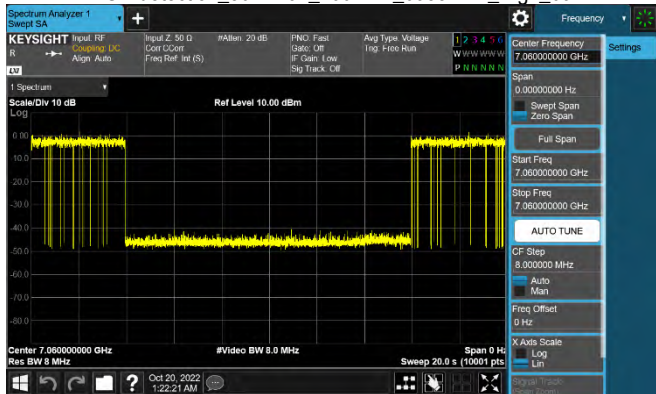 Spectrum Analyzer 1
Swept SA
+
Frequency
KEYSIGHT
Input: RF
R
Coupling: DC
Align: Auto
Input Z: 50 Ω
Corr CCorr
Freq Ref: Int (S)
#Atten: 20 dB
PNO: Fast
Gate: Off
IF Gain: Low
Sig Track: Off
Avg Type: Voltage
Trig: Free Run
1 2 3 4 5 6
W W W W W W
P N N N N N
1 Spectrum
Scale/Div 10 dB
Ref Level 10.00 dBm
Log
0.00
-10.0
-20.0
-30.0
-40.0
-50.0
-60.0
-70.0
-80.0
Center 7.060000000 GHz
#Video BW 8.0 MHz
Span 0 Hz
Res BW 8 MHz
Sweep 20.0 s (10001 pts
Center Frequency
7.060000000 GHz
Settings
Span
0.00000000 Hz
Swept Span
Zero Span
Full Span
Start Freq
7.060000000 GHz
Stop Freq
7.060000000 GHz
AUTO TUNE
CF Step
8.000000 MHz
Auto
Man
Freq Offset
0 Hz
X Axis Scale
Log
Lin
Signal Track
?
Oct 20, 2022
1:22:21 AM